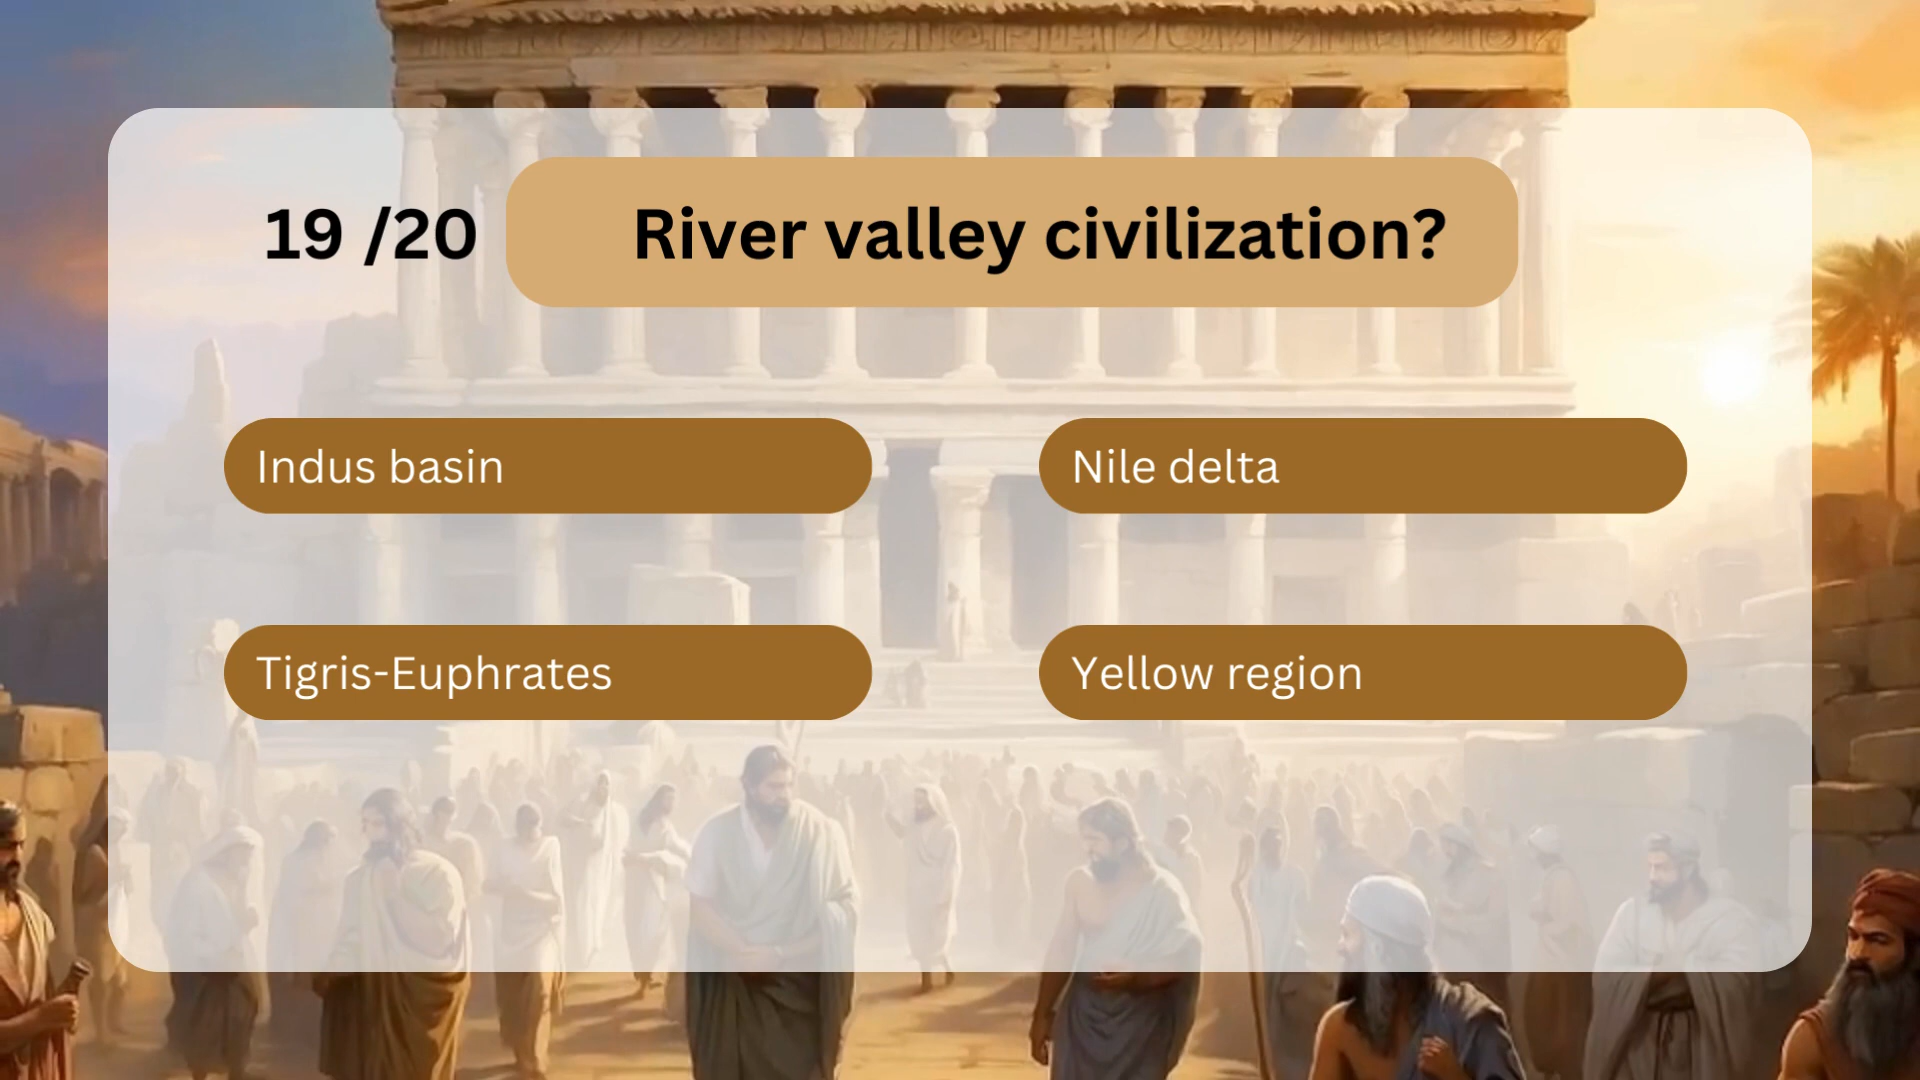 19 /20
River valley civilization?
Indus basin
Nile delta
Tigris-Euphrates
Yellow region